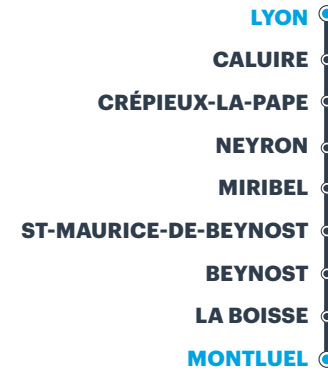 LYON
CALUIRE
CRÉPIEUX-LA-PAPE
NEYRON
MIRIBEL
ST-MAURICE-DE-BEYNOST
BEYNOST
LA BOISSE
MONTLUEL